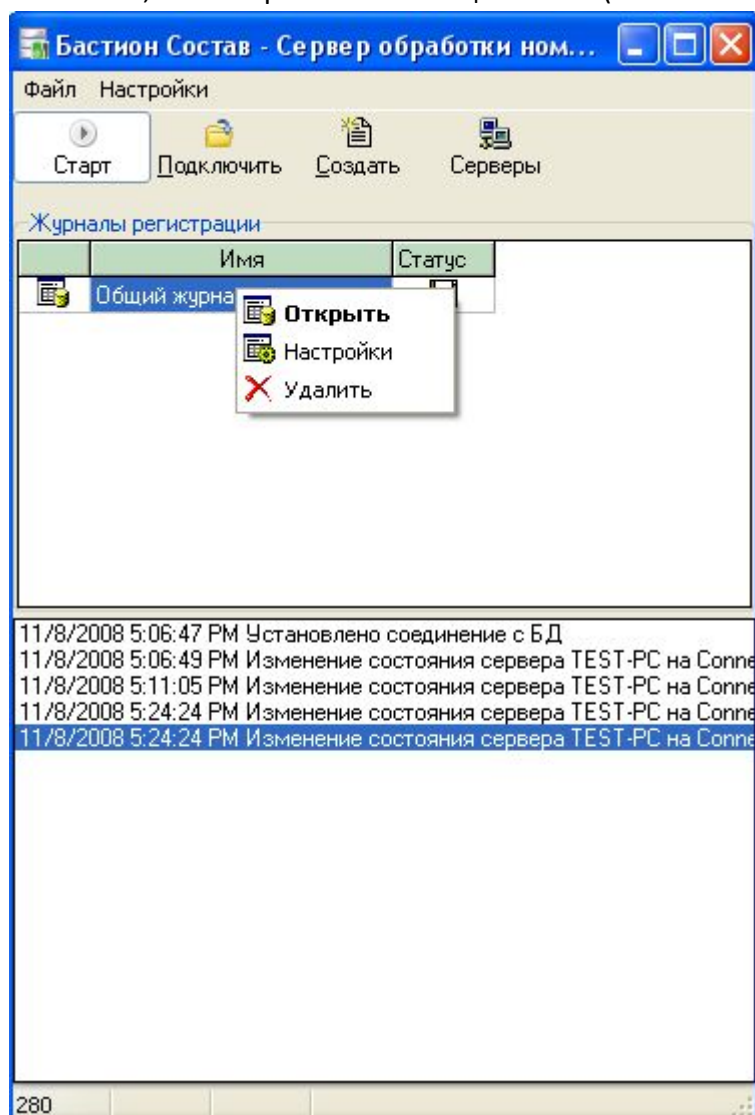 Бастион Состав - Сервер обработки ном...
Файл Настройки
Старт Подключить Создать Серверы
Журналы регистрации
Имя Статус
Общий журна
Открыть
Настройки
Удалить
11/8/2008 5:06:47 PM Установлено соединение с БД
11/8/2008 5:06:49 PM Изменение состояния сервера TEST-PC на Conne
11/8/2008 5:11:05 PM Изменение состояния сервера TEST-PC на Conne
11/8/2008 5:24:24 PM Изменение состояния сервера TEST-PC на Conne
11/8/2008 5:24:24 PM Изменение состояния сервера TEST-PC на Conne
280